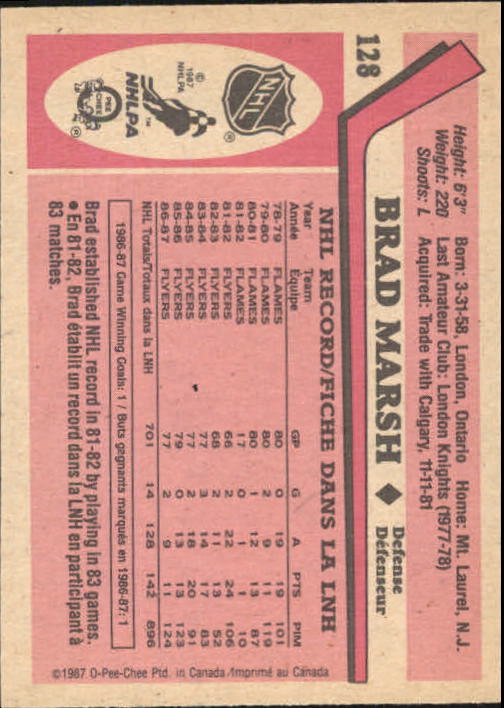 128
Height: 6'3" Born: 3-31-58, London, Ontario Home: Mt. Laurel, N.J.
Weight: 220 Last Amateur Club: London Knights (1977-78)
Shoots: L Acquired: Trade with Calgary, 11-11-81
BRAD MARSH ♦ Defense
Défenseur
NHL
®
© 1987 NHLPA
NHLPA
™
O PEE CHEE
NHL RECORD/FICHE DANS LA LNH
Year Team GP G A PTS PIM
Année Équipe
78-79 FLAMES 80 0 19 19 101
79-80 FLAMES 80 2 9 11 119
80-81 FLAMES 80 1 12 13 87
81-82 FLAMES 17 0 1 1 10
81-82 FLYERS 66 2 22 24 106
82-83 FLYERS 68 2 11 13 52
83-84 FLYERS 77 3 14 17 83
84-85 FLYERS 77 2 18 20 91
85-86 FLYERS 79 0 13 13 123
86-87 FLYERS 77 2 9 11 124
NHL Totals/Totaux dans la LNH 701 14 128 142 896
1986-87 Game Winning Goals: 1 / Buts gagnants marqués en 1986-87: 1
Brad established NHL record in 81-82 by playing in 83 games.
• En 81-82, Brad établit un record dans la LNH en participant à
83 matches.
©1987 O-Pee-Chee Ptd. in Canada/Imprimé au Canada